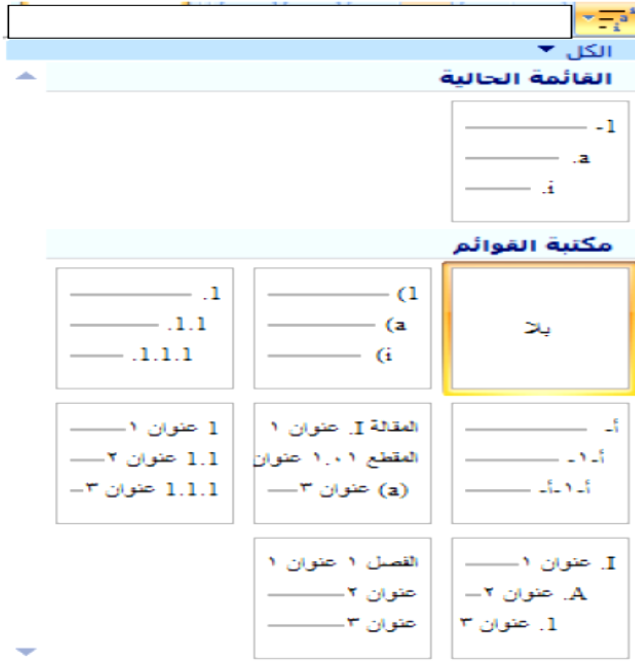 الكل
القائمة الحالية
1-
a.
i.
مكتبة القوائم
بلا
1)
a)
i)
1.
1.1.
1.1.1.
أ-
أ-١-
أ-١-أ-
المقالة I. عنوان ١
المقطع ١.٠١ عنوان
(a) عنوان ٣
1 عنوان ١
1.1 عنوان ٢
1.1.1 عنوان ٣
I. عنوان ١
A. عنوان ٢
1. عنوان ٣
الفصل ١ عنوان ١
عنوان ٢
عنوان ٣